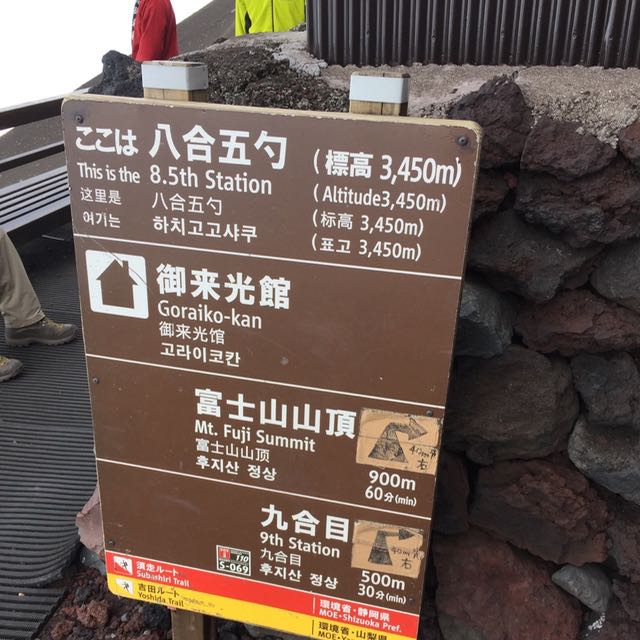 ここは 八合五勺 (標高 3,450m)
This is the 8.5th Station (Altitude3,450m)
这里是 八合五勺 (标高 3,450m)
여기는 하치고고샤쿠 (표고 3,450m)
御来光館
Goraiko-kan
御来光馆
고라이코칸
富士山山頂
Mt. Fuji Summit
富士山山顶
후지산 정상
40m
右
900m
60分(min)
九合目
9th Station
九合目
후지산 정상
40m
右
500m
30分(min)
S-069
須走ルート
Subashiri Trail
吉田ルート
Yoshida Trail
環境省・静岡県
MOE・Shizuoka Pref.
環境省・山梨県